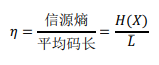 η = 信源熵 / 平均码长 = H(X) / L